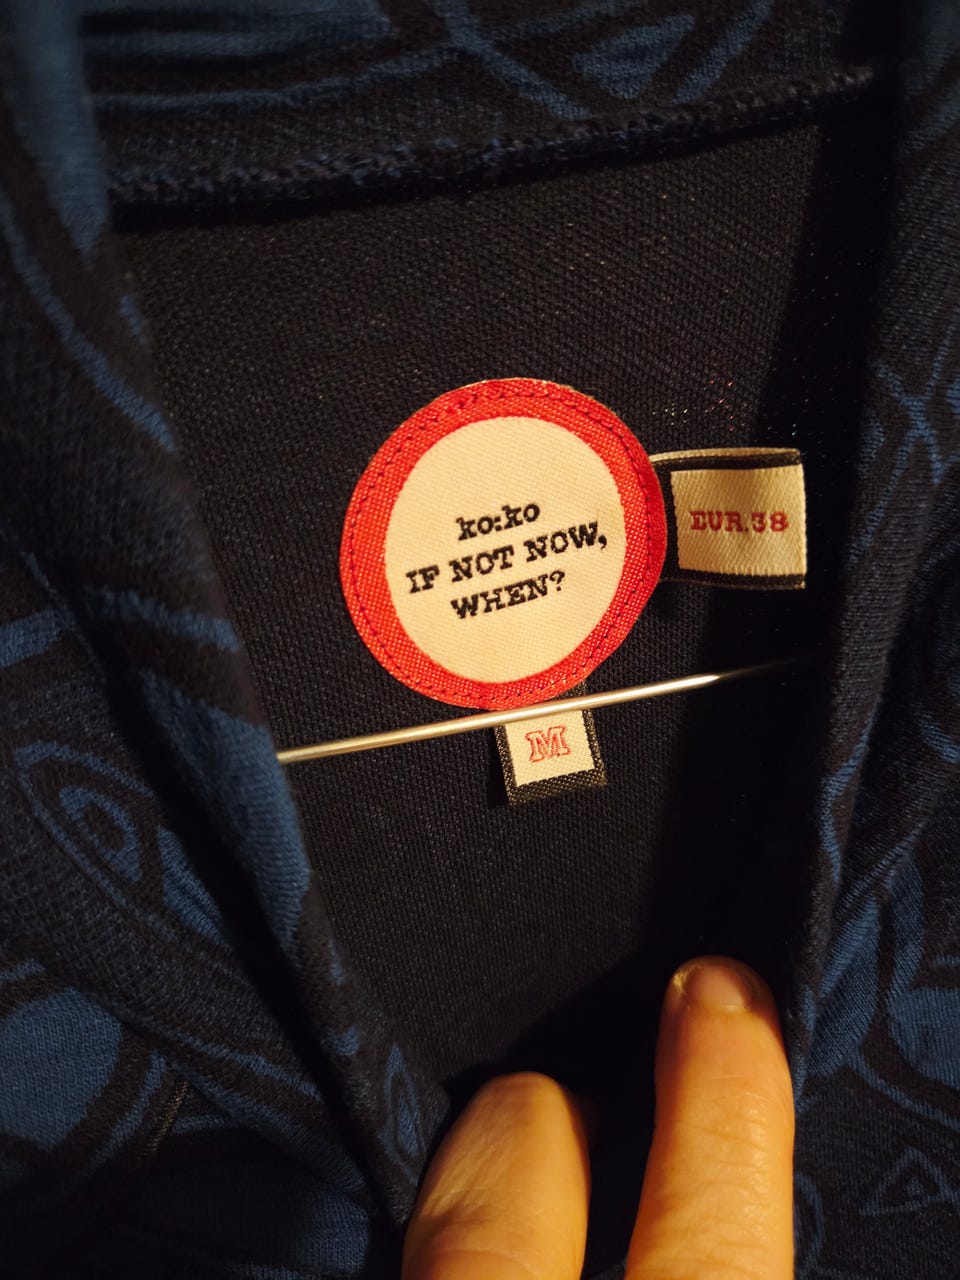 ko:ko
IF NOT NOW,
WHEN?
EUR.38
M